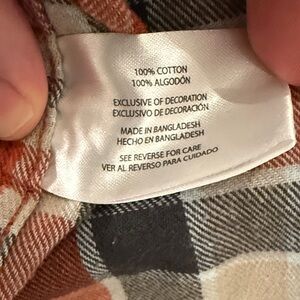 100% COTTON
100% ALGODÓN
EXCLUSIVE OF DECORATION
EXCLUSIVO DE DECORACIÓN
MADE IN BANGLADESH
HECHO EN BANGLADESH
SEE REVERSE FOR CARE
VER AL REVERSO PARA CUIDADO